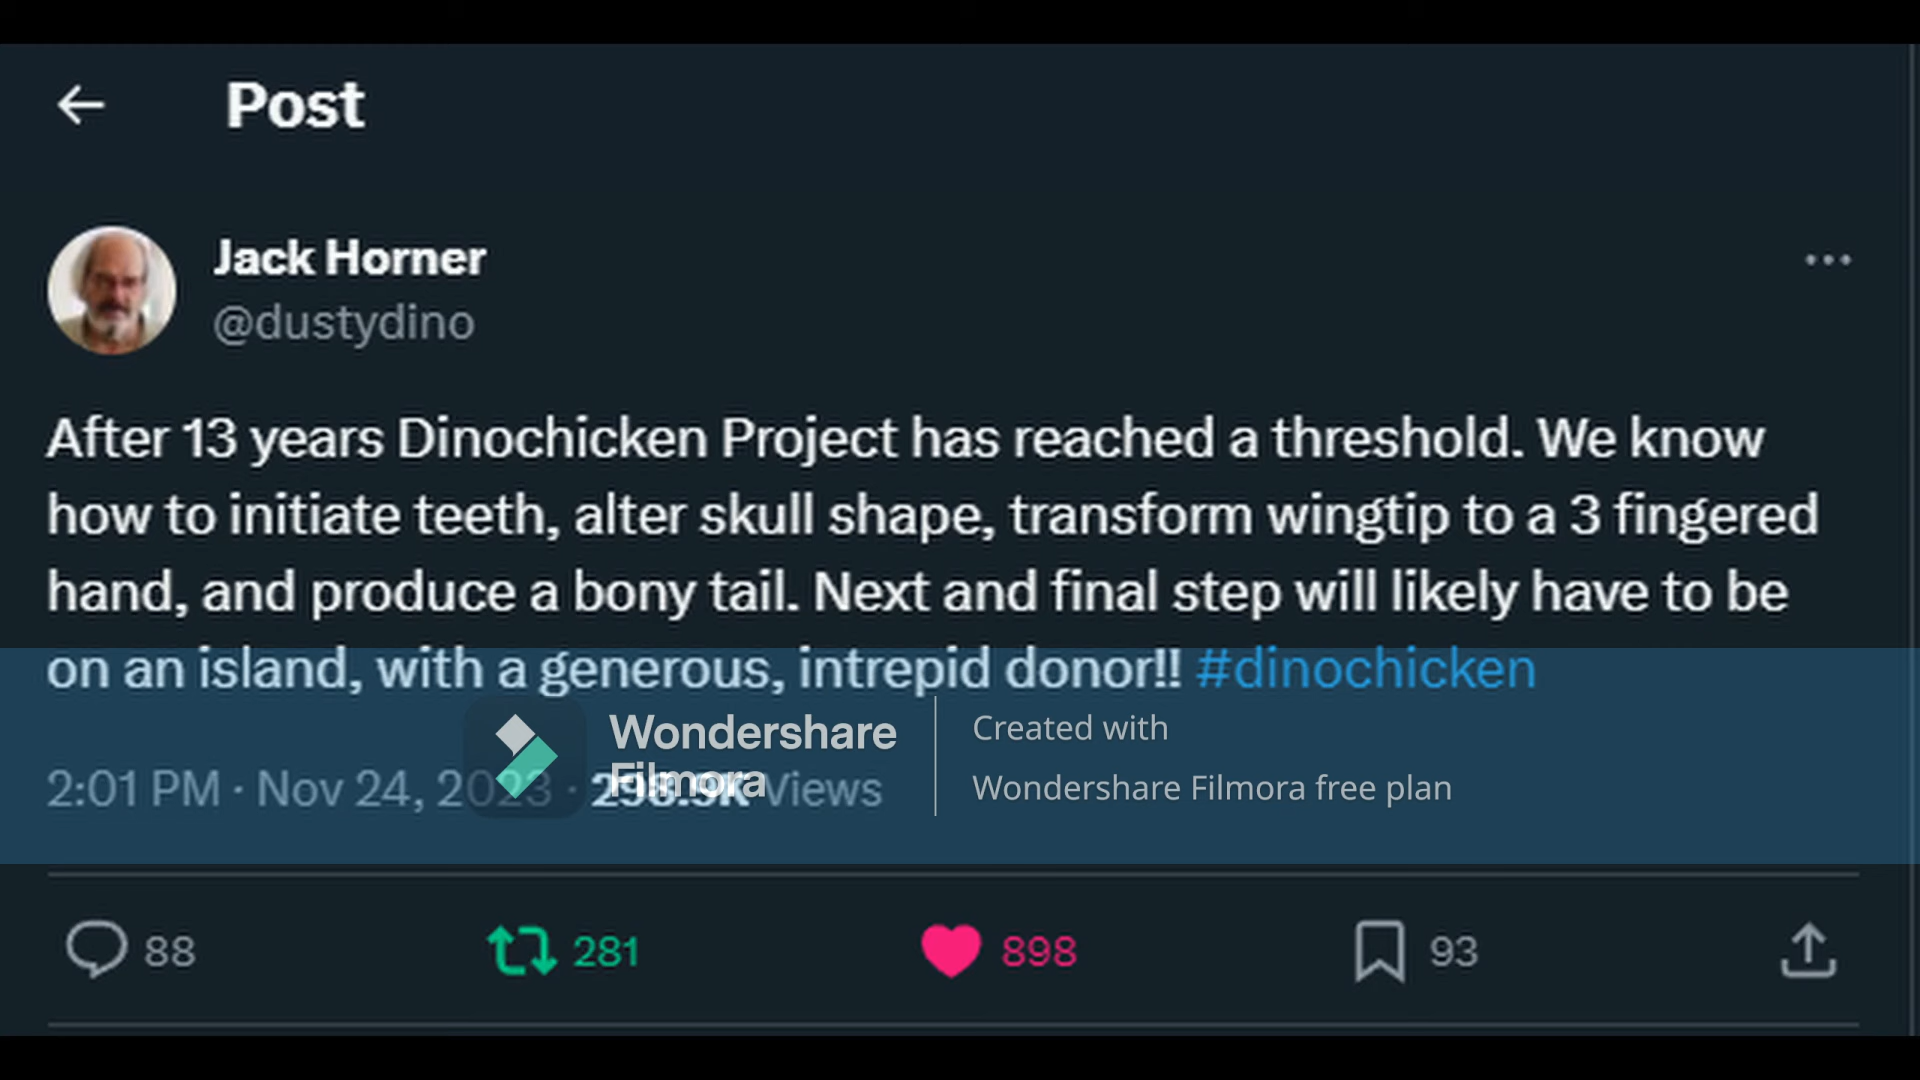 Post
Jack Horner
@dustydino
After 13 years Dinochicken Project has reached a threshold. We know
how to initiate teeth, alter skull shape, transform wingtip to a 3 fingered
hand, and produce a bony tail. Next and final step will likely have to be
on an island, with a generous, intrepid donor!! #dinochicken
Wondershare
Filmora
Created with
Wondershare Filmora free plan
2:01 PM · Nov 24, 2023 · Views
88 281 898 93